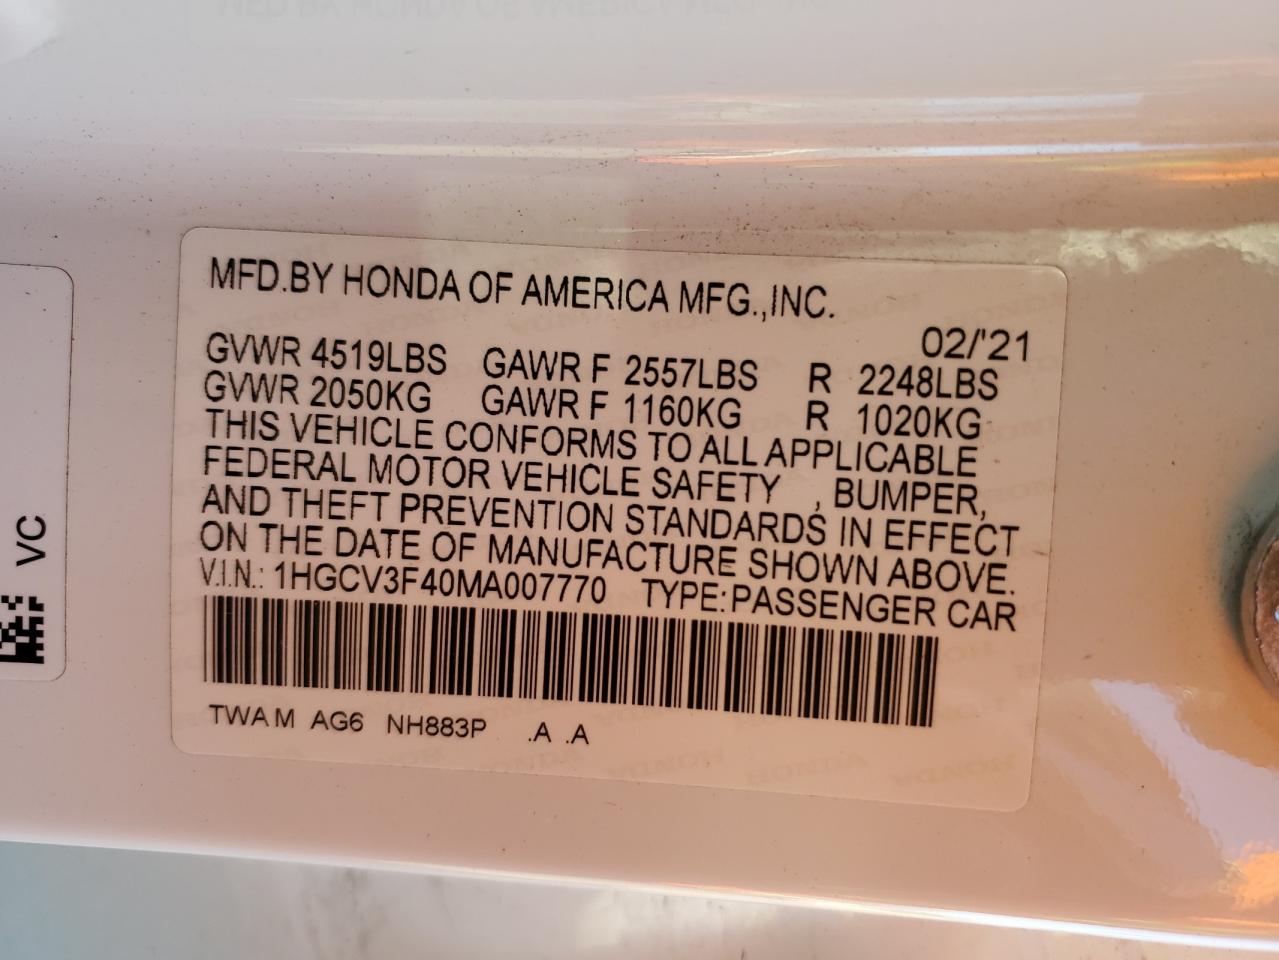 MFD.BY HONDA OF AMERICA MFG.,INC.
02/'21
GVWR 4519LBS GAWR F 2557LBS R 2248LBS
GVWR 2050KG GAWR F 1160KG R 1020KG
THIS VEHICLE CONFORMS TO ALL APPLICABLE
FEDERAL MOTOR VEHICLE SAFETY , BUMPER,
AND THEFT PREVENTION STANDARDS IN EFFECT
ON THE DATE OF MANUFACTURE SHOWN ABOVE.
V.I.N.: 1HGCV3F40MA007770 TYPE:PASSENGER CAR
TWAM AG6 NH883P .A .A
VC